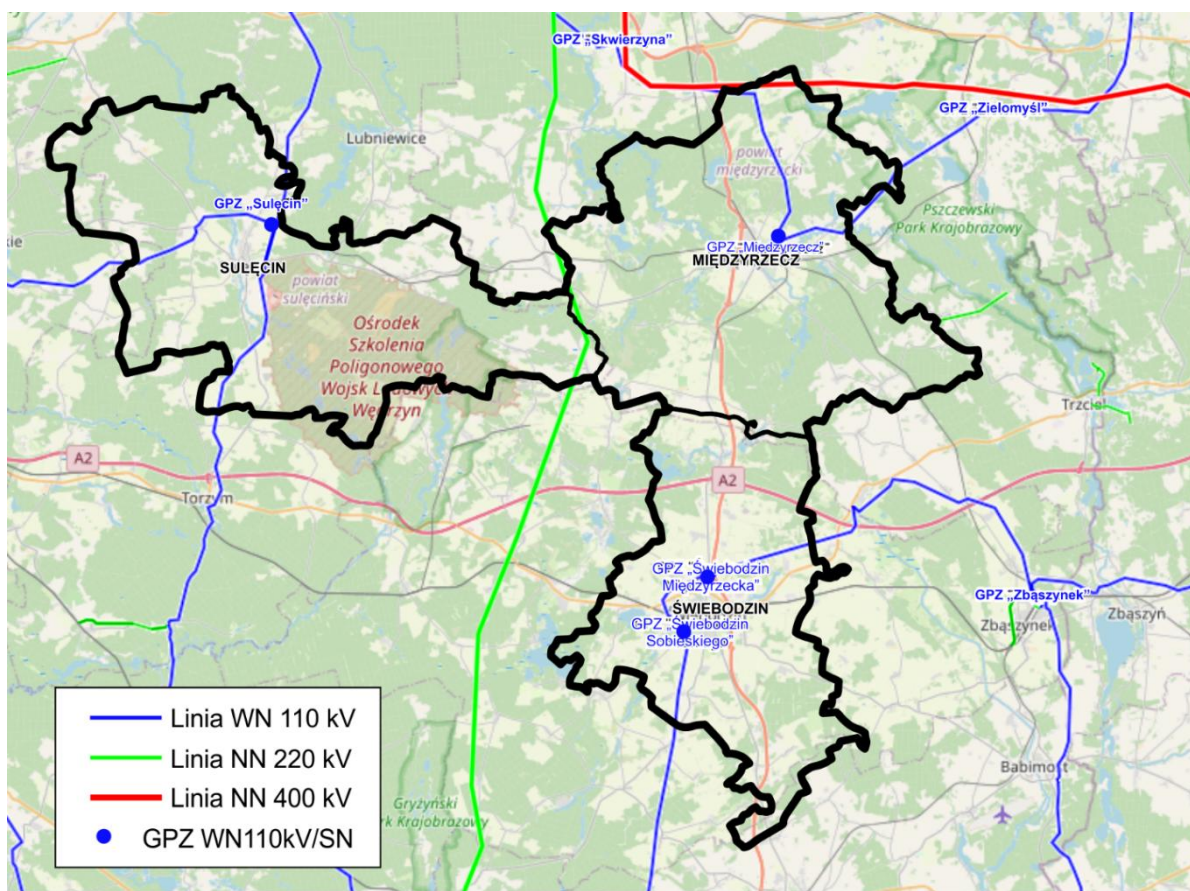 GPZ „Skwierzyna”
GPZ „Zielomyśl”
Lubniewice
powiat
międzyrzecki
GPZ „Sulęcin”
Pszczewski
Park Krajobrazowy
GPZ „Międzyrzecz”
MIĘDZYRZECZ
SULĘCIN
powiat
sulęciński
Ośrodek
Szkolenia
Poligonowego
Wojsk Lądowych
Wędrzyn
Trzciel
A2
A2
Torzym
GPZ „Świebodzin
Międzyrzecka”
ŚWIEBODZIN
GPZ „Świebodzin
Sobieskiego”
GPZ „Zbąszynek”
Zbąszynek
Zbąszyń
Linia WN 110 kV
Linia NN 220 kV
Linia NN 400 kV
GPZ WN110kV/SN
Gryżyński
Park Krajobrazowy
Babimost